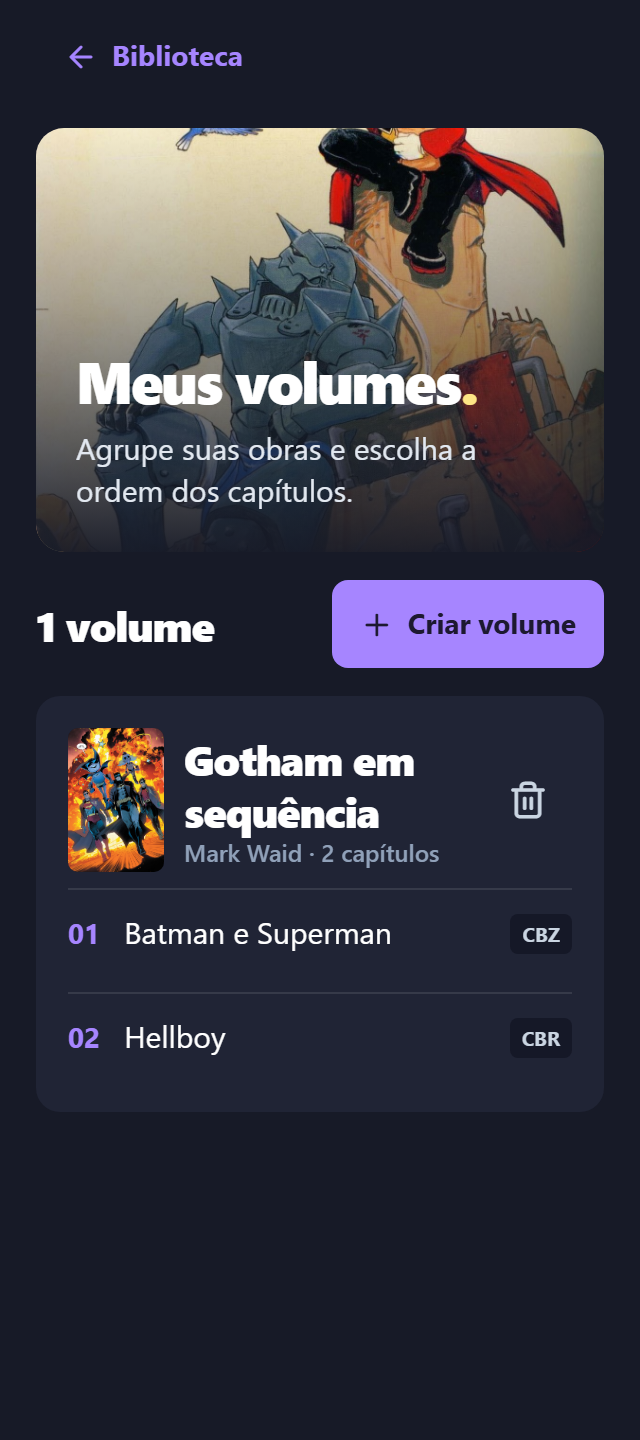 Biblioteca
Meus volumes.
Agrupe suas obras e escolha a
ordem dos capítulos.
1 volume
Criar volume
Gotham em
sequência
Mark Waid · 2 capítulos
01 Batman e Superman CBZ
02 Hellboy CBR